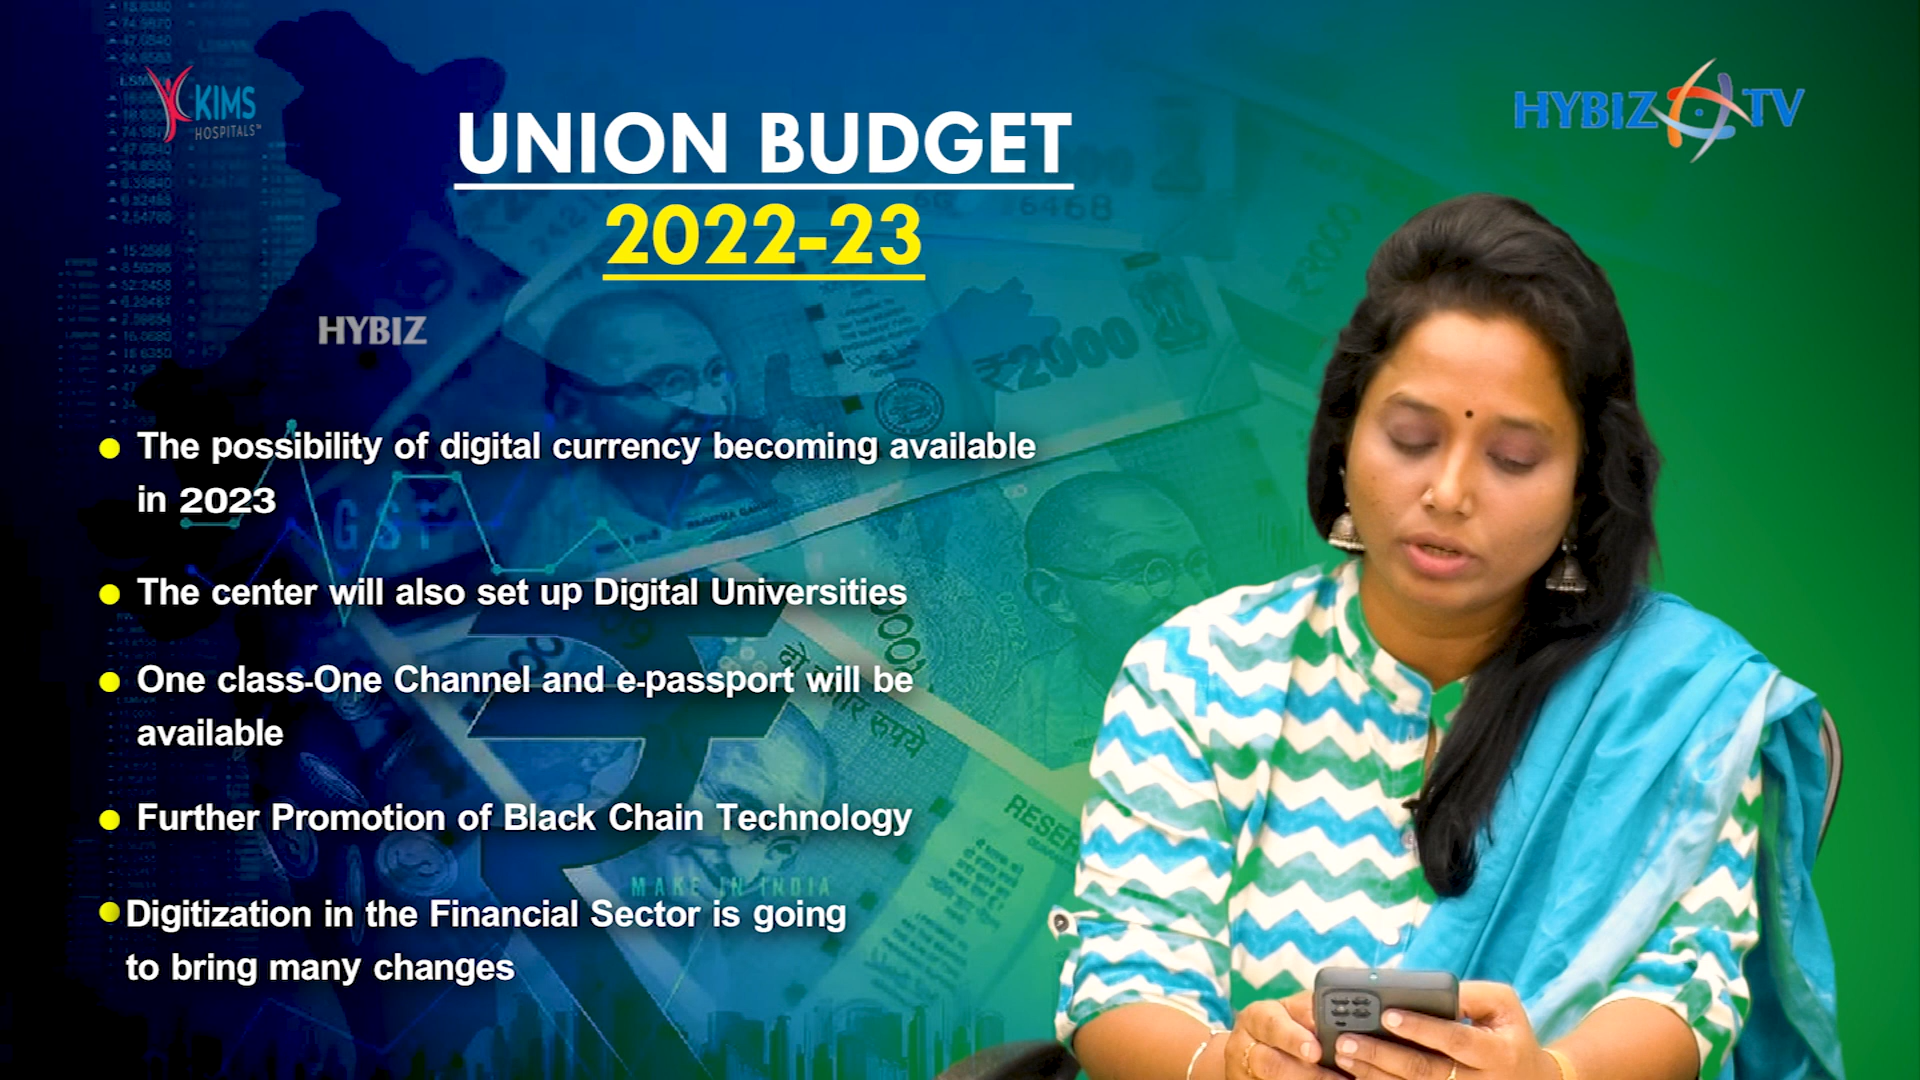 KIMS
HOSPITALS
HYBIZ TV
UNION BUDGET
2022-23
HYBIZ
The possibility of digital currency becoming available
in 2023
GST
The center will also set up Digital Universities
One class-One Channel and e-passport will be
available
Further Promotion of Black Chain Technology
MAKE IN INDIA
Digitization in the Financial Sector is going
to bring many changes
₹2000